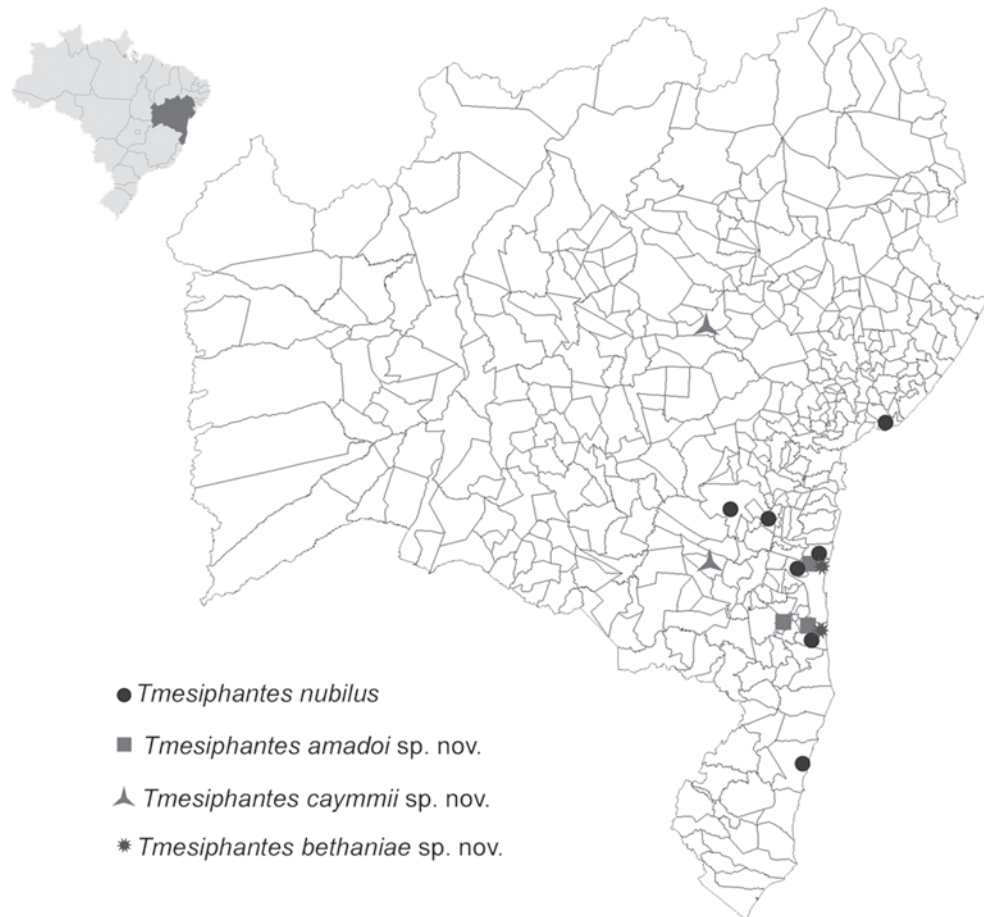 Tmesiphantes nubilus
Tmesiphantes amadoi sp. nov.
Tmesiphantes caymmii sp. nov.
Tmesiphantes bethaniae sp. nov.